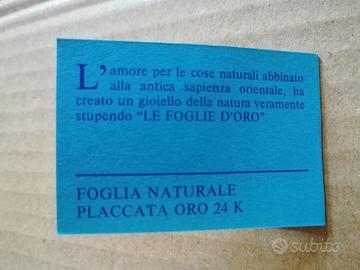 L'amore per le cose naturali abbinato
alla antica sapienza orientale, ha
creato un gioiello della natura veramente
stupendo “LE FOGLIE D'ORO”.
FOGLIA NATURALE
PLACCATA ORO 24 K
subito